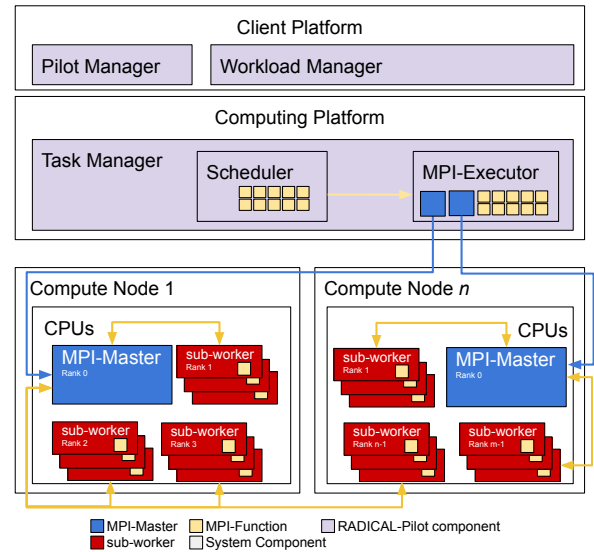 Client Platform
Pilot Manager
Workload Manager
Computing Platform
Task Manager
Scheduler
MPI-Executor
Compute Node 1
CPUs
MPI-Master
Rank 0
sub-worker
Rank 1
sub-worker
Rank 2
sub-worker
Rank 3
Compute Node n
CPUs
sub-worker
Rank 1
MPI-Master
Rank 0
sub-worker
Rank n-1
sub-worker
Rank m-1
MPI-Master
MPI-Function
RADICAL-Pilot component
sub-worker
System Component